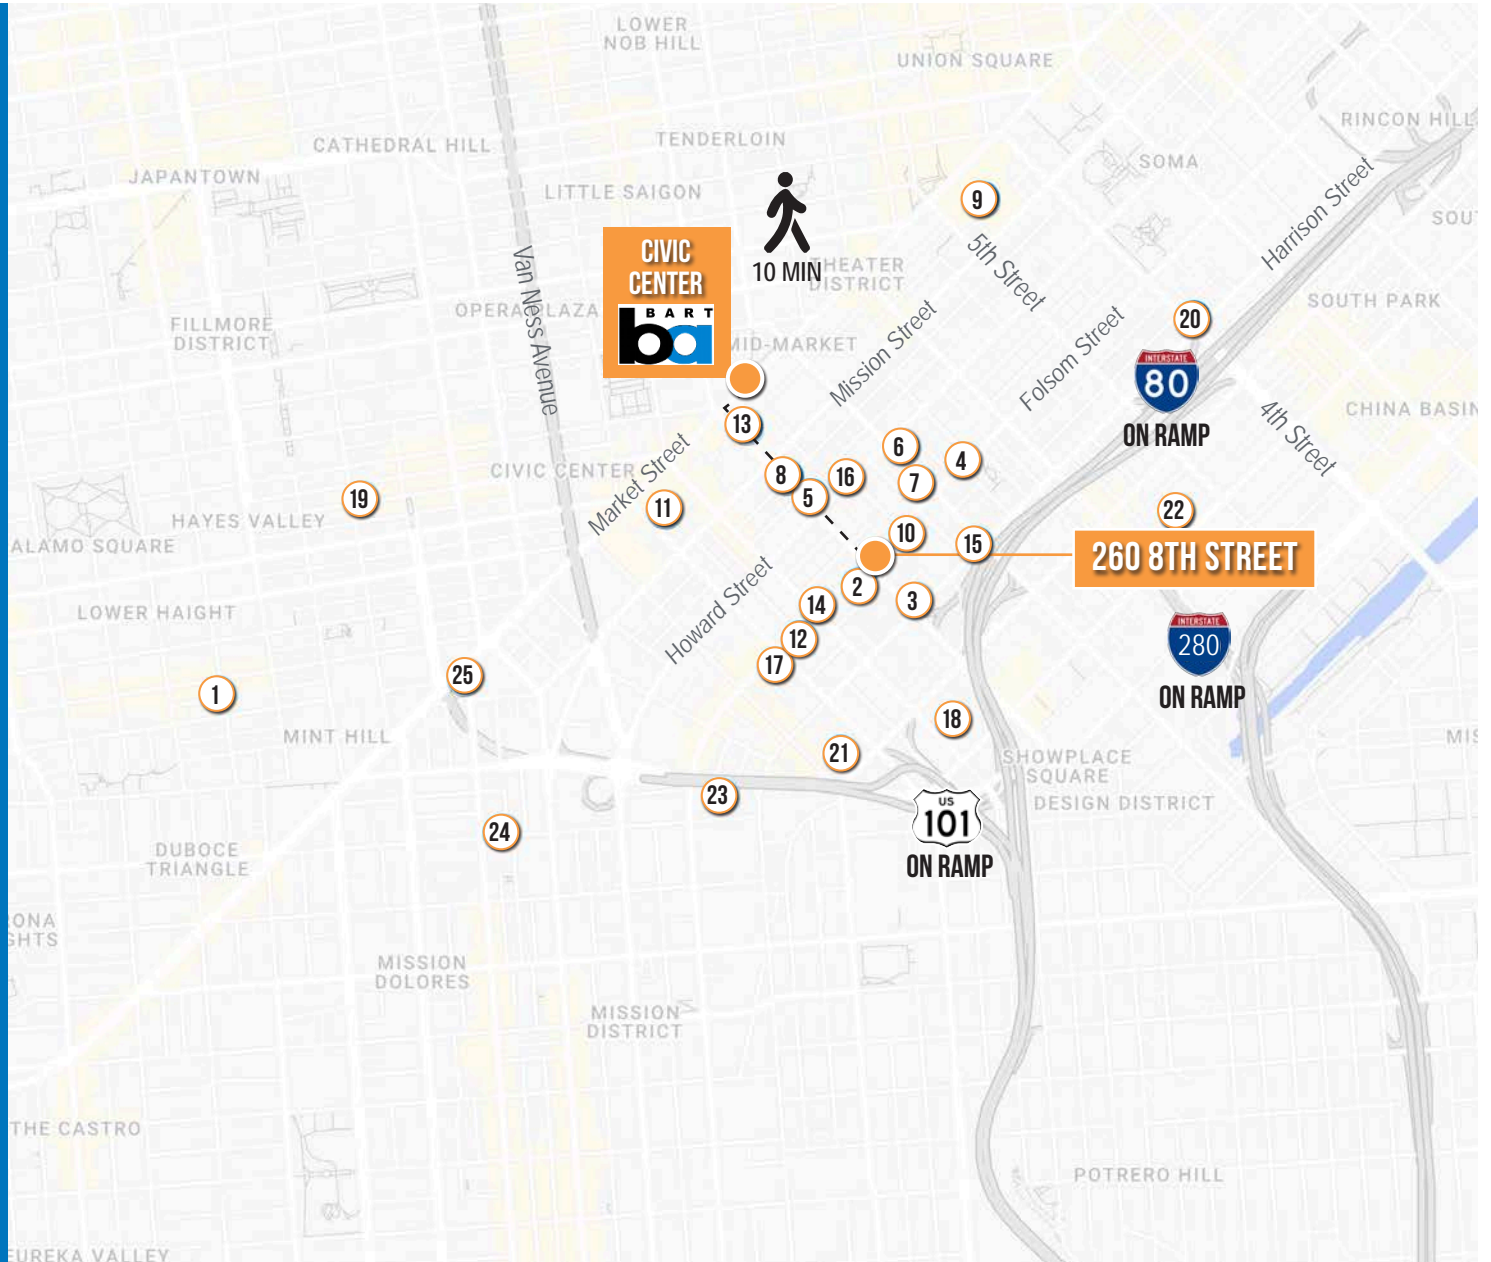 LOWER
NOB HILL
UNION SQUARE
RINCON HILL
CATHEDRAL HILL
TENDERLOIN
SOMA
JAPANTOWN
LITTLE SAIGON
9
SOU
Harrison Street
5th Street
CIVIC
CENTER
BART
ba
10 MIN
THEATER
DISTRICT
Van Ness Avenue
OPERA PLAZA
SOUTH PARK
FILLMORE
DISTRICT
MID-MARKET
Mission Street
Folsom Street
20
INTERSTATE
80
ON RAMP
CHINA BASIN
4th Street
13
Market Street
6
4
CIVIC CENTER
8
16
7
5
19
11
22
HAYES VALLEY
ALAMO SQUARE
10
15
260 8TH STREET
Howard Street
2
3
14
LOWER HAIGHT
12
17
INTERSTATE
280
ON RAMP
25
1
18
MINT HILL
21
MIS
SHOWPLACE
SQUARE
DESIGN DISTRICT
23
US
101
ON RAMP
24
DUBOCE
TRIANGLE
RONA
GHTS
MISSION
DOLORES
MISSION
DISTRICT
THE CASTRO
POTRERO HILL
EUREKA VALLEY